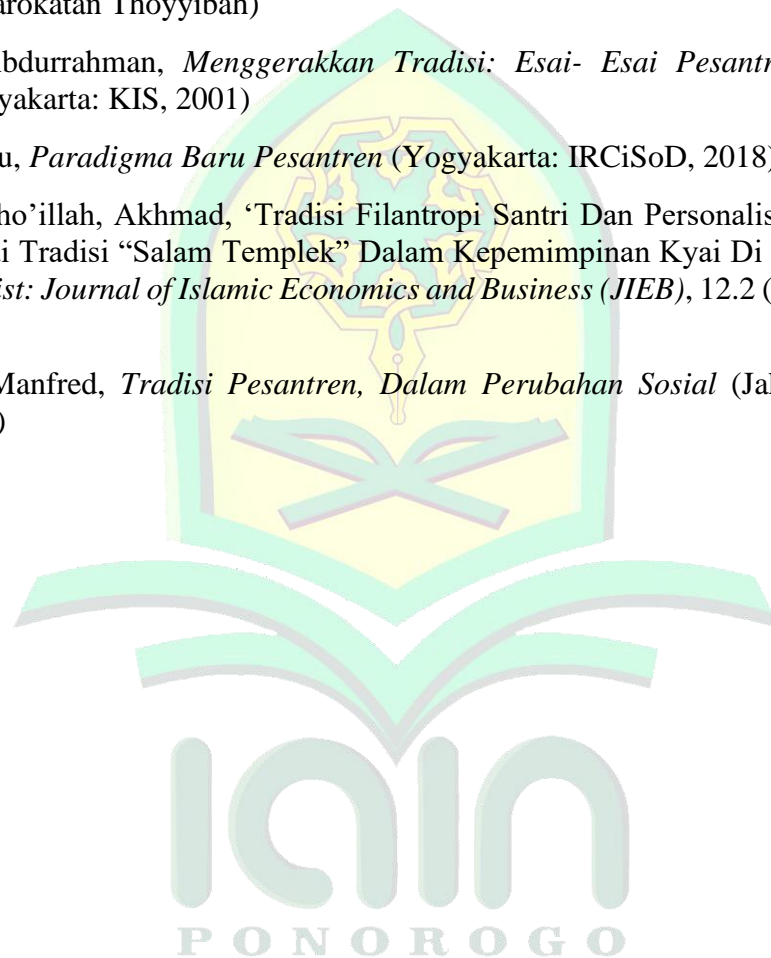 arokatan Thoyyibah)
bdurrahman, Menggerakkan Tradisi: Esai- Esai Pesantr
yakarta: KIS, 2001)
u, Paradigma Baru Pesantren (Yogyakarta: IRCiSoD, 2018)
ho’illah, Akhmad, ‘Tradisi Filantropi Santri Dan Personalis
i Tradisi “Salam Templek” Dalam Kepemimpinan Kyai Di
ist: Journal of Islamic Economics and Business (JIEB), 12.2 (
Manfred, Tradisi Pesantren, Dalam Perubahan Sosial (Jal
)
IAIN
PONOROGO